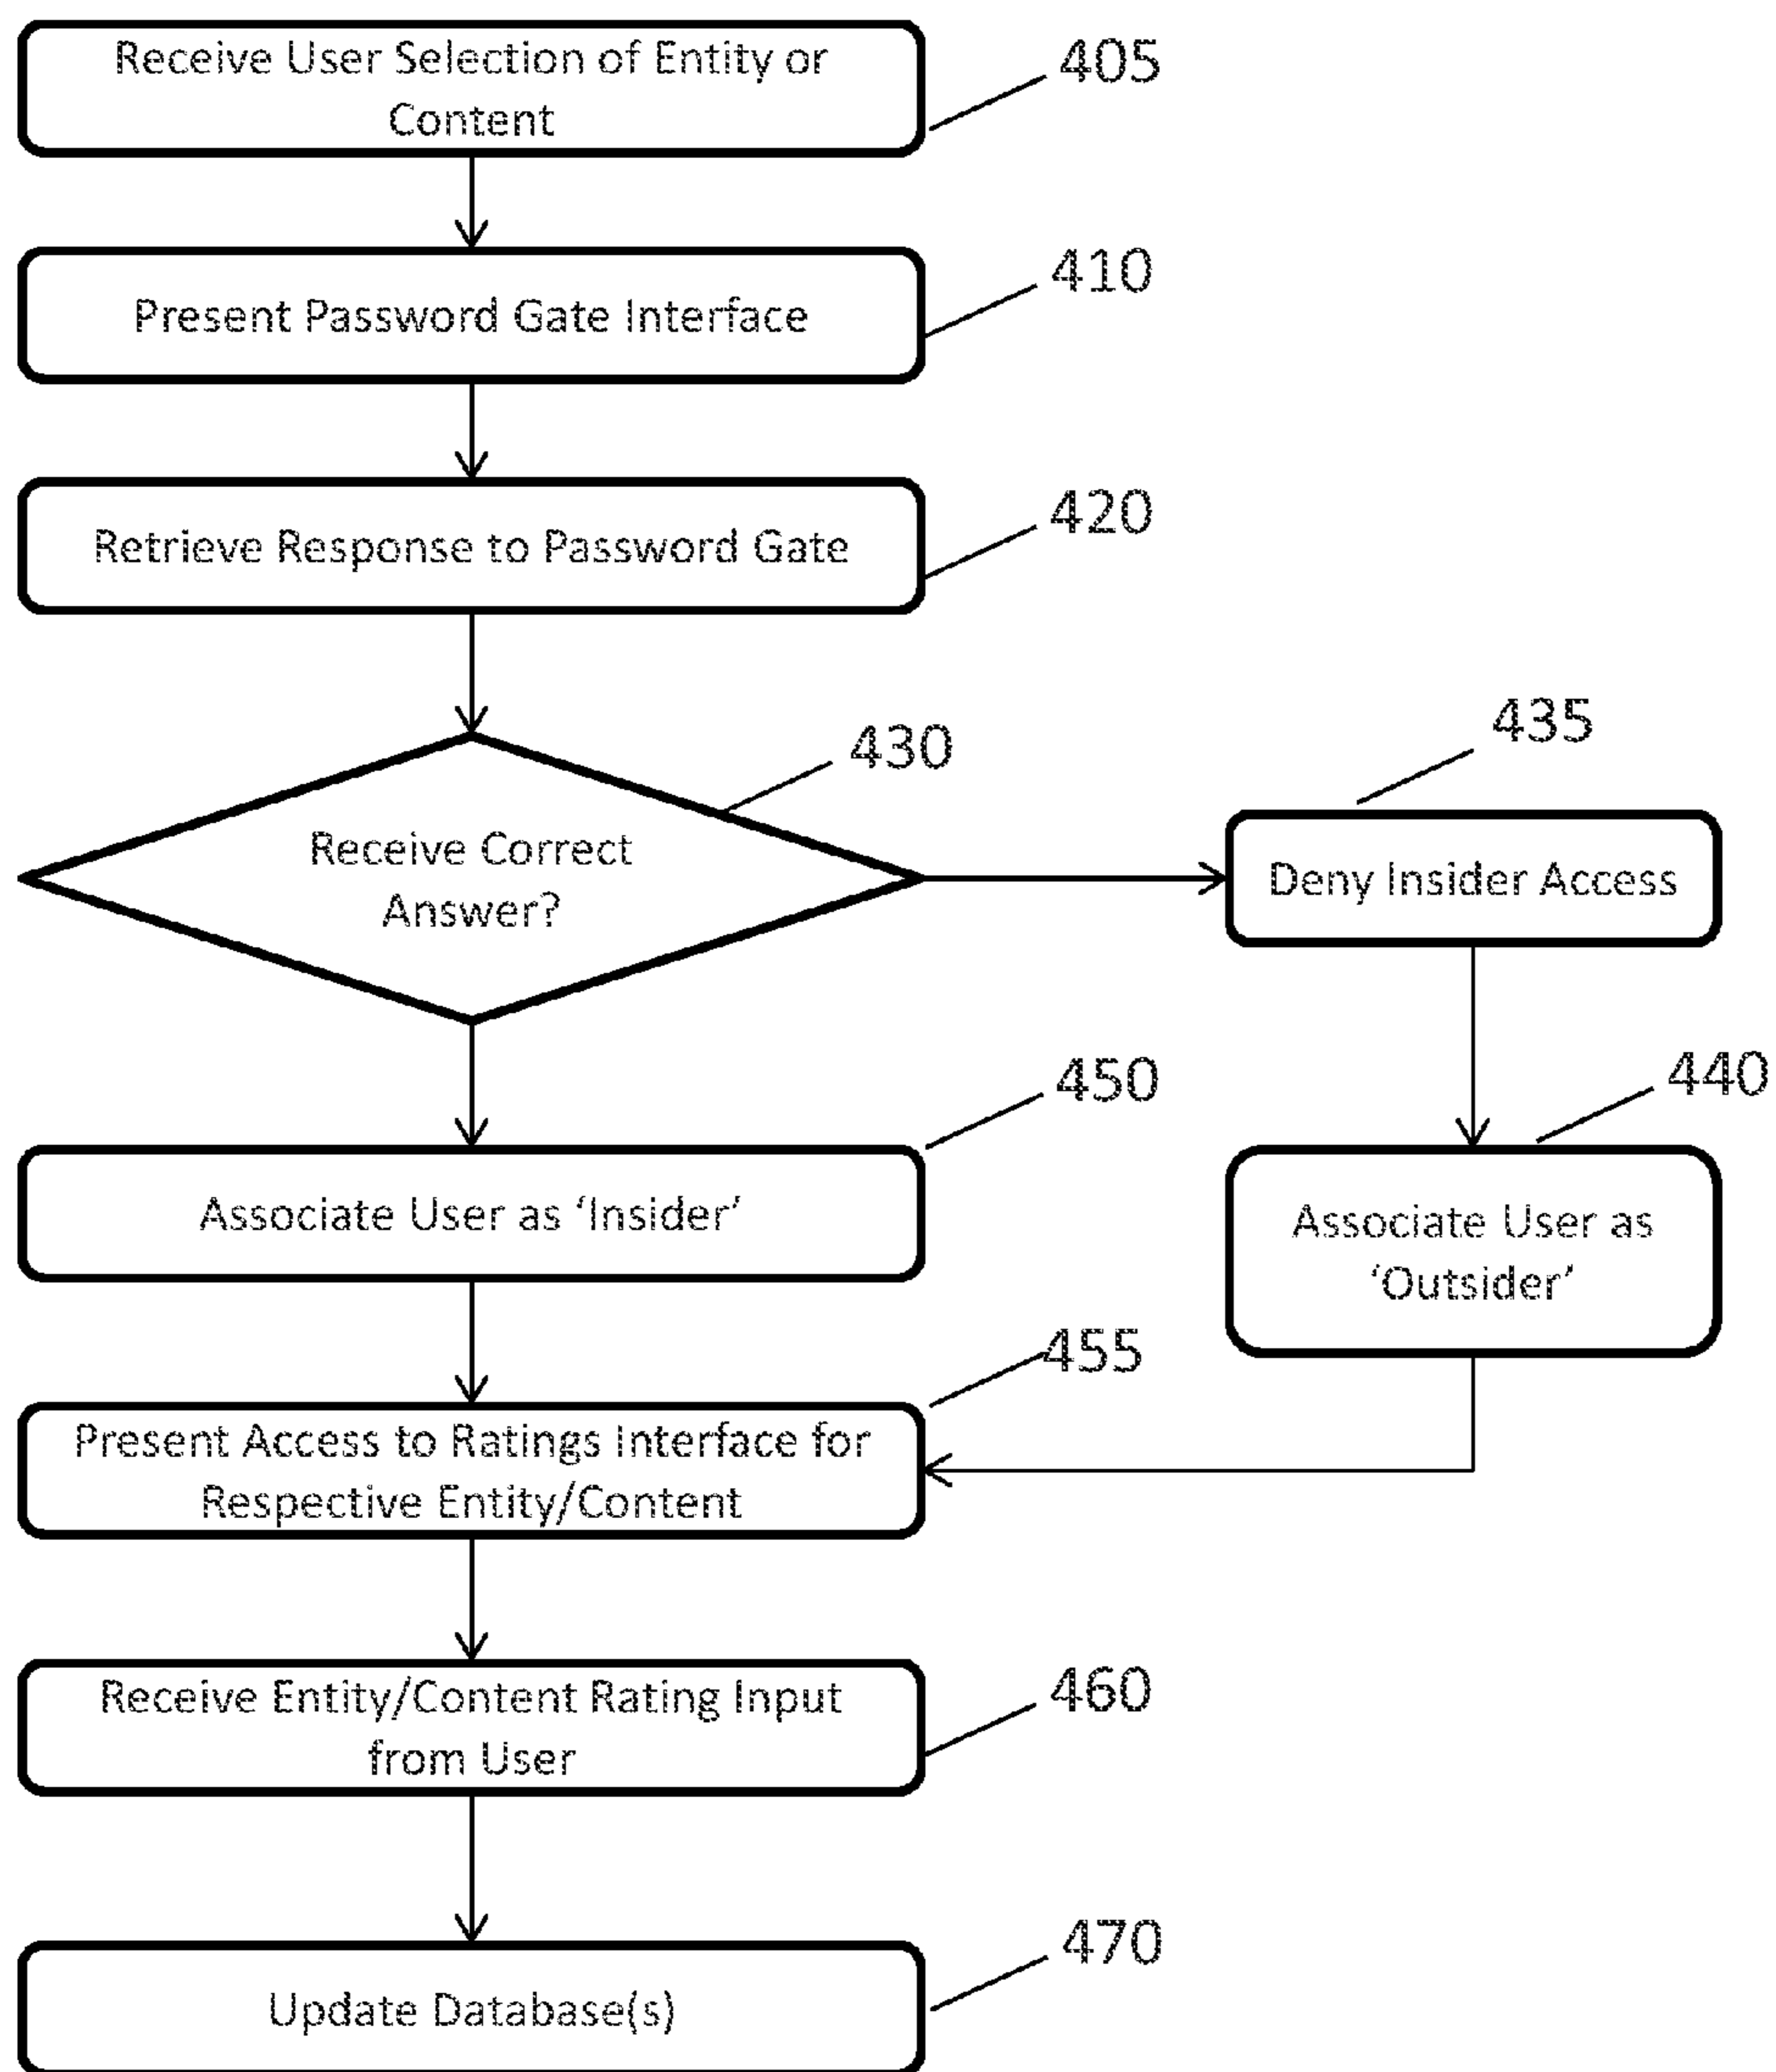 Receive User Selection of Entity or
Content
405
Present Password Gate Interface
410
Retrieve Response to Password Gate
420
Receive Correct
Answer?
430
Deny Insider Access
435
Associate User as ‘Insider’
450
Associate User as
‘Outsider’
440
Present Access to Ratings Interface for
Respective Entity/Content
455
Receive Entity/Content Rating Input
from User
460
Update Database(s)
470